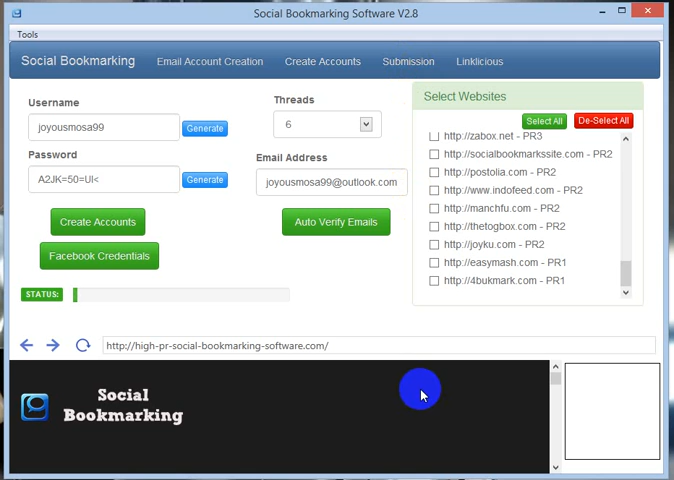 Social Bookmarking Software V2.8
Tools
Social Bookmarking Email Account Creation Create Accounts Submission Linklicious
Username
joyousmosa99
Generate
Password
A2JK=50=UI<
Generate
Threads
6
Email Address
joyousmosa99@outlook.com
Create Accounts
Auto Verify Emails
Facebook Credentials
STATUS:
Select Websites
Select All De-Select All
http://zabox.net - PR3
http://socialbookmarkssite.com - PR2
http://postolia.com - PR2
http://www.indofeed.com - PR2
http://manchfu.com - PR2
http://thetogbox.com - PR2
http://joyku.com - PR2
http://easymash.com - PR1
http://4bukmark.com - PR1
http://high-pr-social-bookmarking-software.com/
Social
Bookmarking